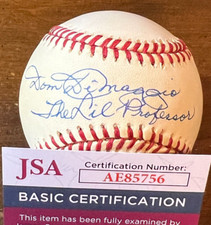 Dom DiMaggio
The Lil Professor
JSA
Certification Number:
AE85756
BASIC CERTIFICATION
This item has been fully examined by